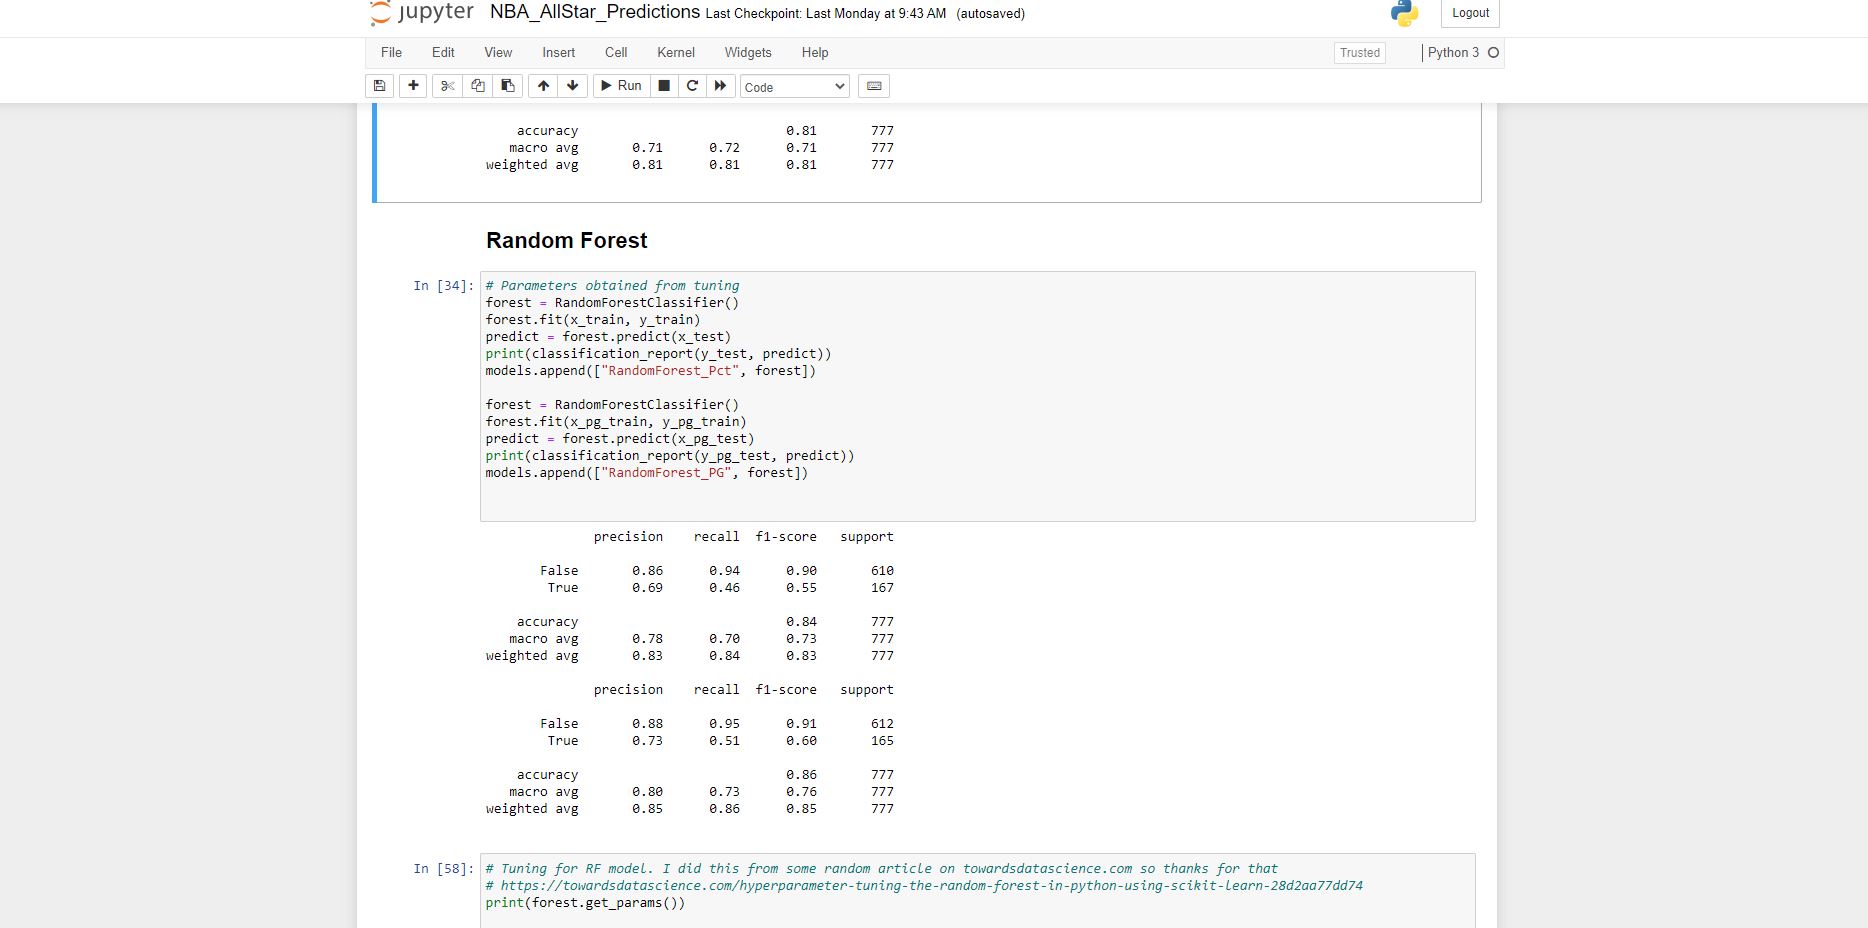 jupyter NBA_AllStar_Predictions Last Checkpoint: Last Monday at 9:43 AM (autosaved) Logout
File Edit View Insert Cell Kernel Widgets Help Trusted Python 3
Run Code
accuracy 0.81 777
macro avg 0.71 0.72 0.71 777
weighted avg 0.81 0.81 0.81 777
Random Forest
In [34]: # Parameters obtained from tuning
forest = RandomForestClassifier()
forest.fit(x_train, y_train)
predict = forest.predict(x_test)
print(classification_report(y_test, predict))
models.append(["RandomForest_Pct", forest])
forest = RandomForestClassifier()
forest.fit(x_pg_train, y_pg_train)
predict = forest.predict(x_pg_test)
print(classification_report(y_pg_test, predict))
models.append(["RandomForest_PG", forest])
precision recall f1-score support
False 0.86 0.94 0.90 610
True 0.69 0.46 0.55 167
accuracy 0.84 777
macro avg 0.78 0.70 0.73 777
weighted avg 0.83 0.84 0.83 777
precision recall f1-score support
False 0.88 0.95 0.91 612
True 0.73 0.51 0.60 165
accuracy 0.86 777
macro avg 0.80 0.73 0.76 777
weighted avg 0.85 0.86 0.85 777
In [58]: # Tuning for RF model. I did this from some random article on towardsdatascience.com so thanks for that
# https://towardsdatascience.com/hyperparameter-tuning-the-random-forest-in-python-using-scikit-learn-28d2aa77dd74
print(forest.get_params())